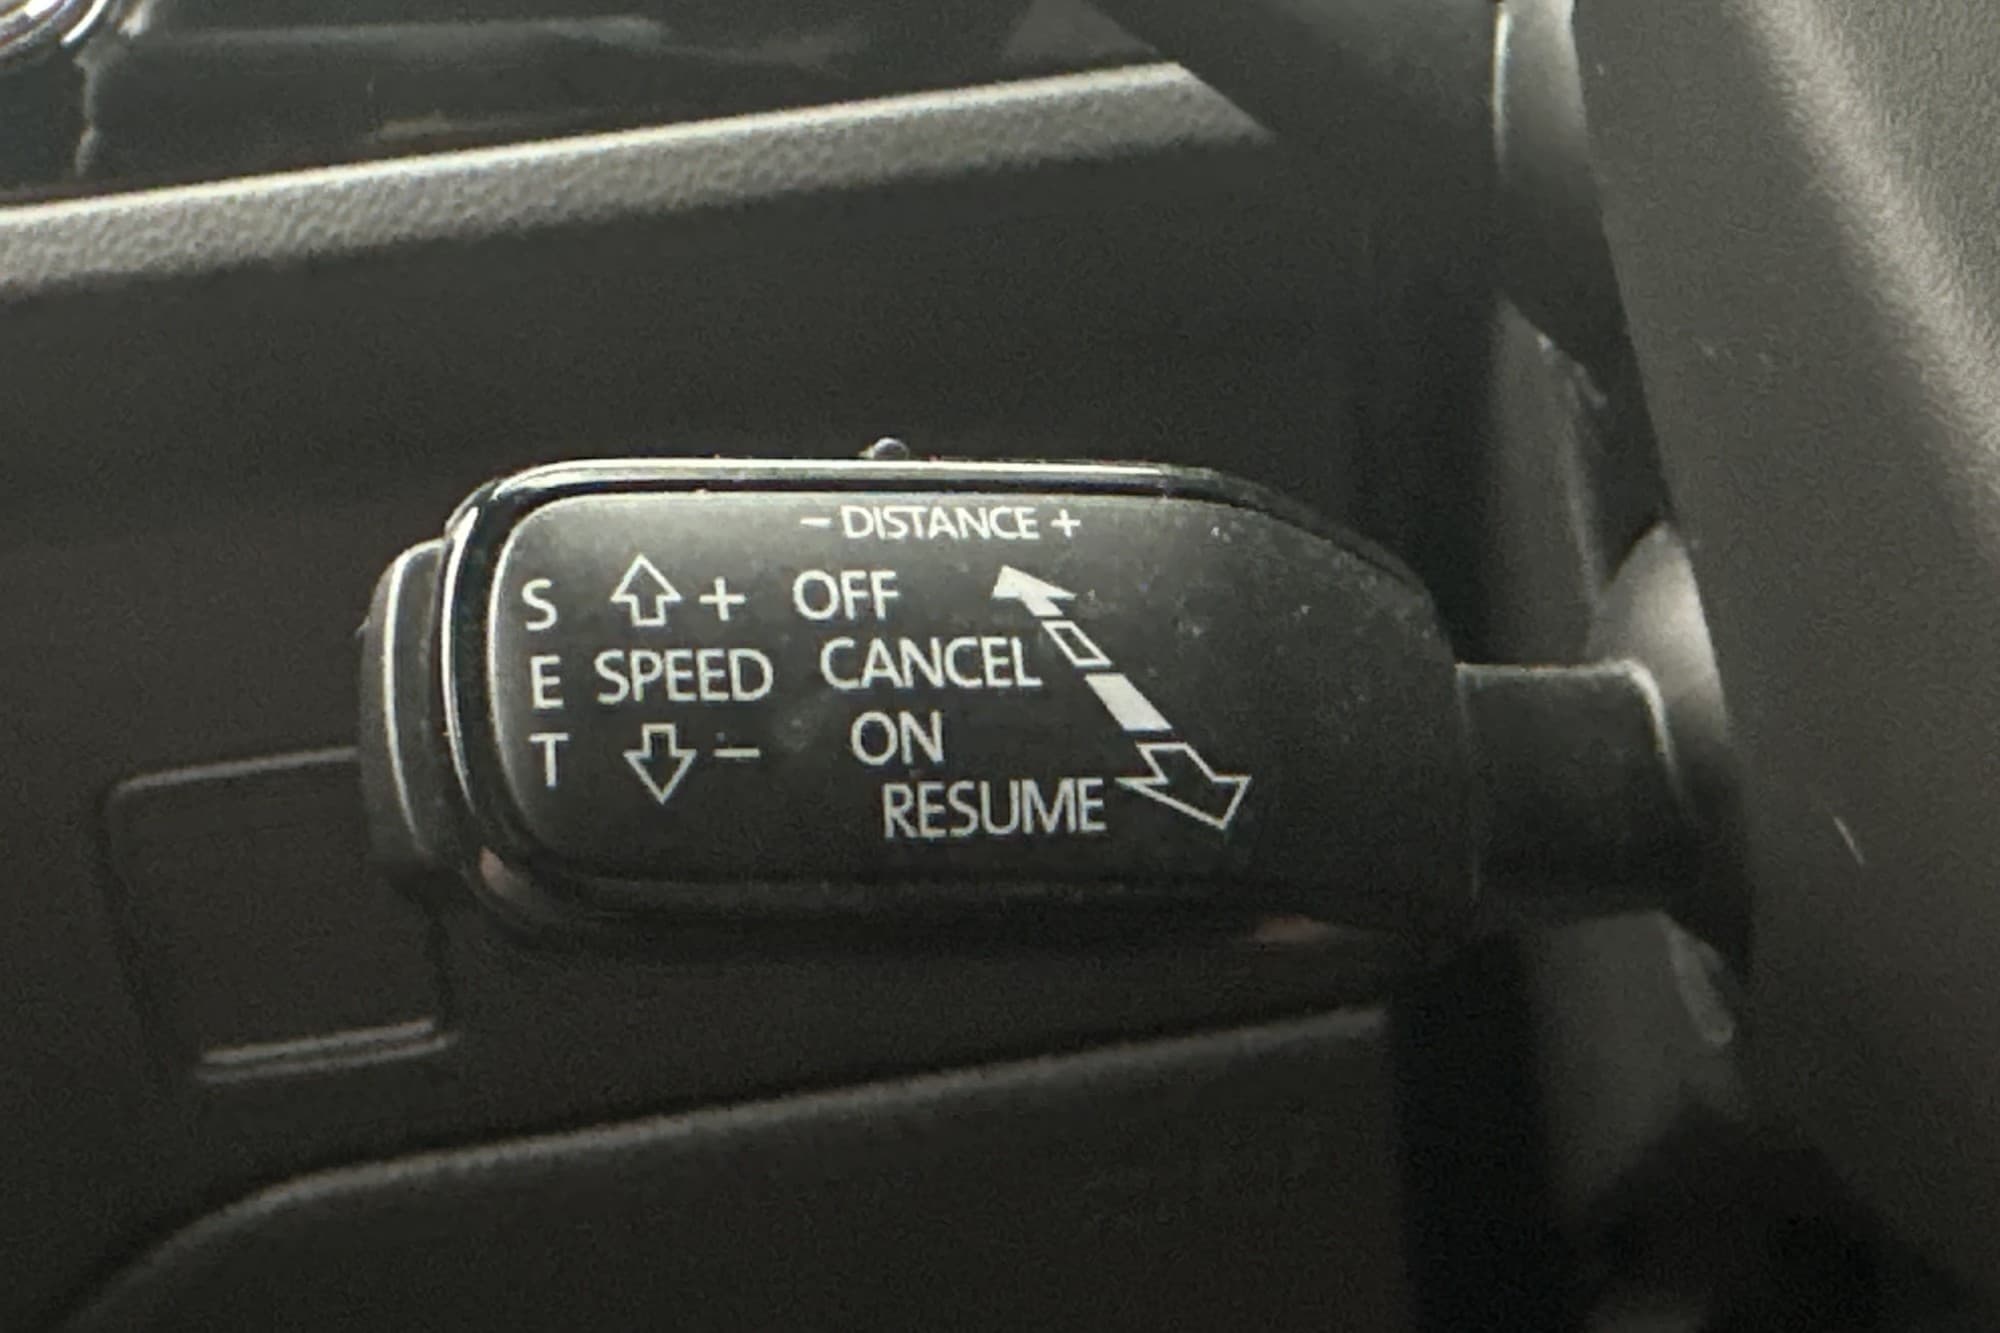 - DISTANCE +
S + OFF
E SPEED CANCEL
T - ON
RESUME